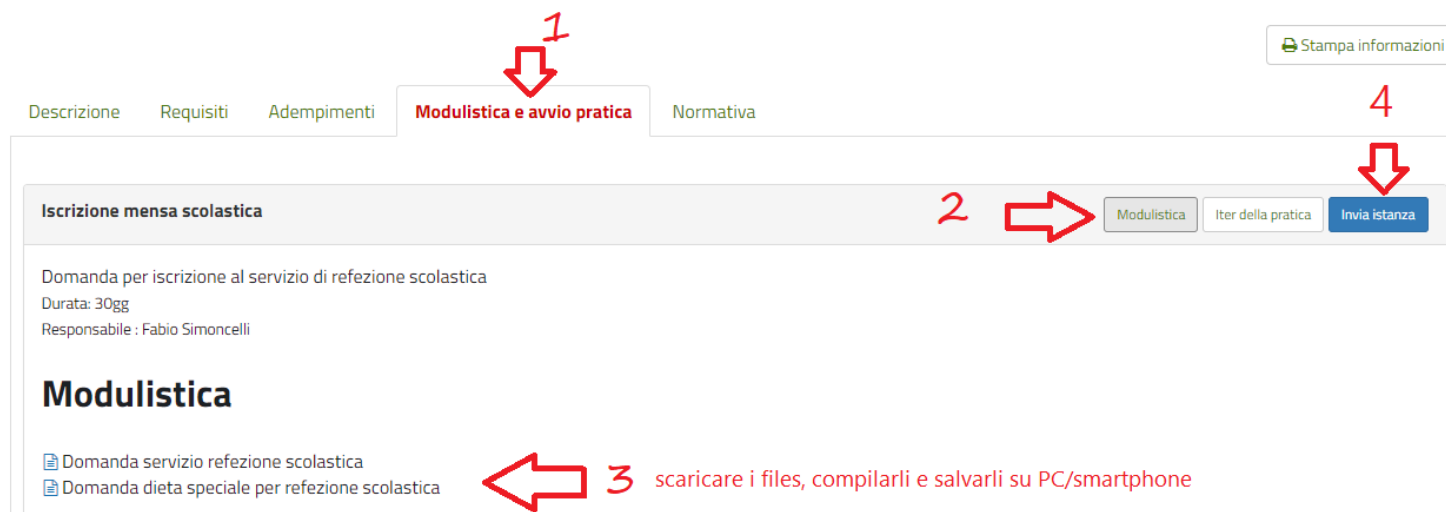 1
Stampa informazioni
Descrizione Requisiti Adempimenti Modulistica e avvio pratica Normativa
4
Iscrizione mensa scolastica
2
Modulistica Iter della pratica Invia istanza
Domanda per iscrizione al servizio di refezione scolastica
Durata: 30gg
Responsabile : Fabio Simoncelli
Modulistica
Domanda servizio refezione scolastica
Domanda dieta speciale per refezione scolastica
3 scaricare i files, compilarli e salvarli su PC/smartphone